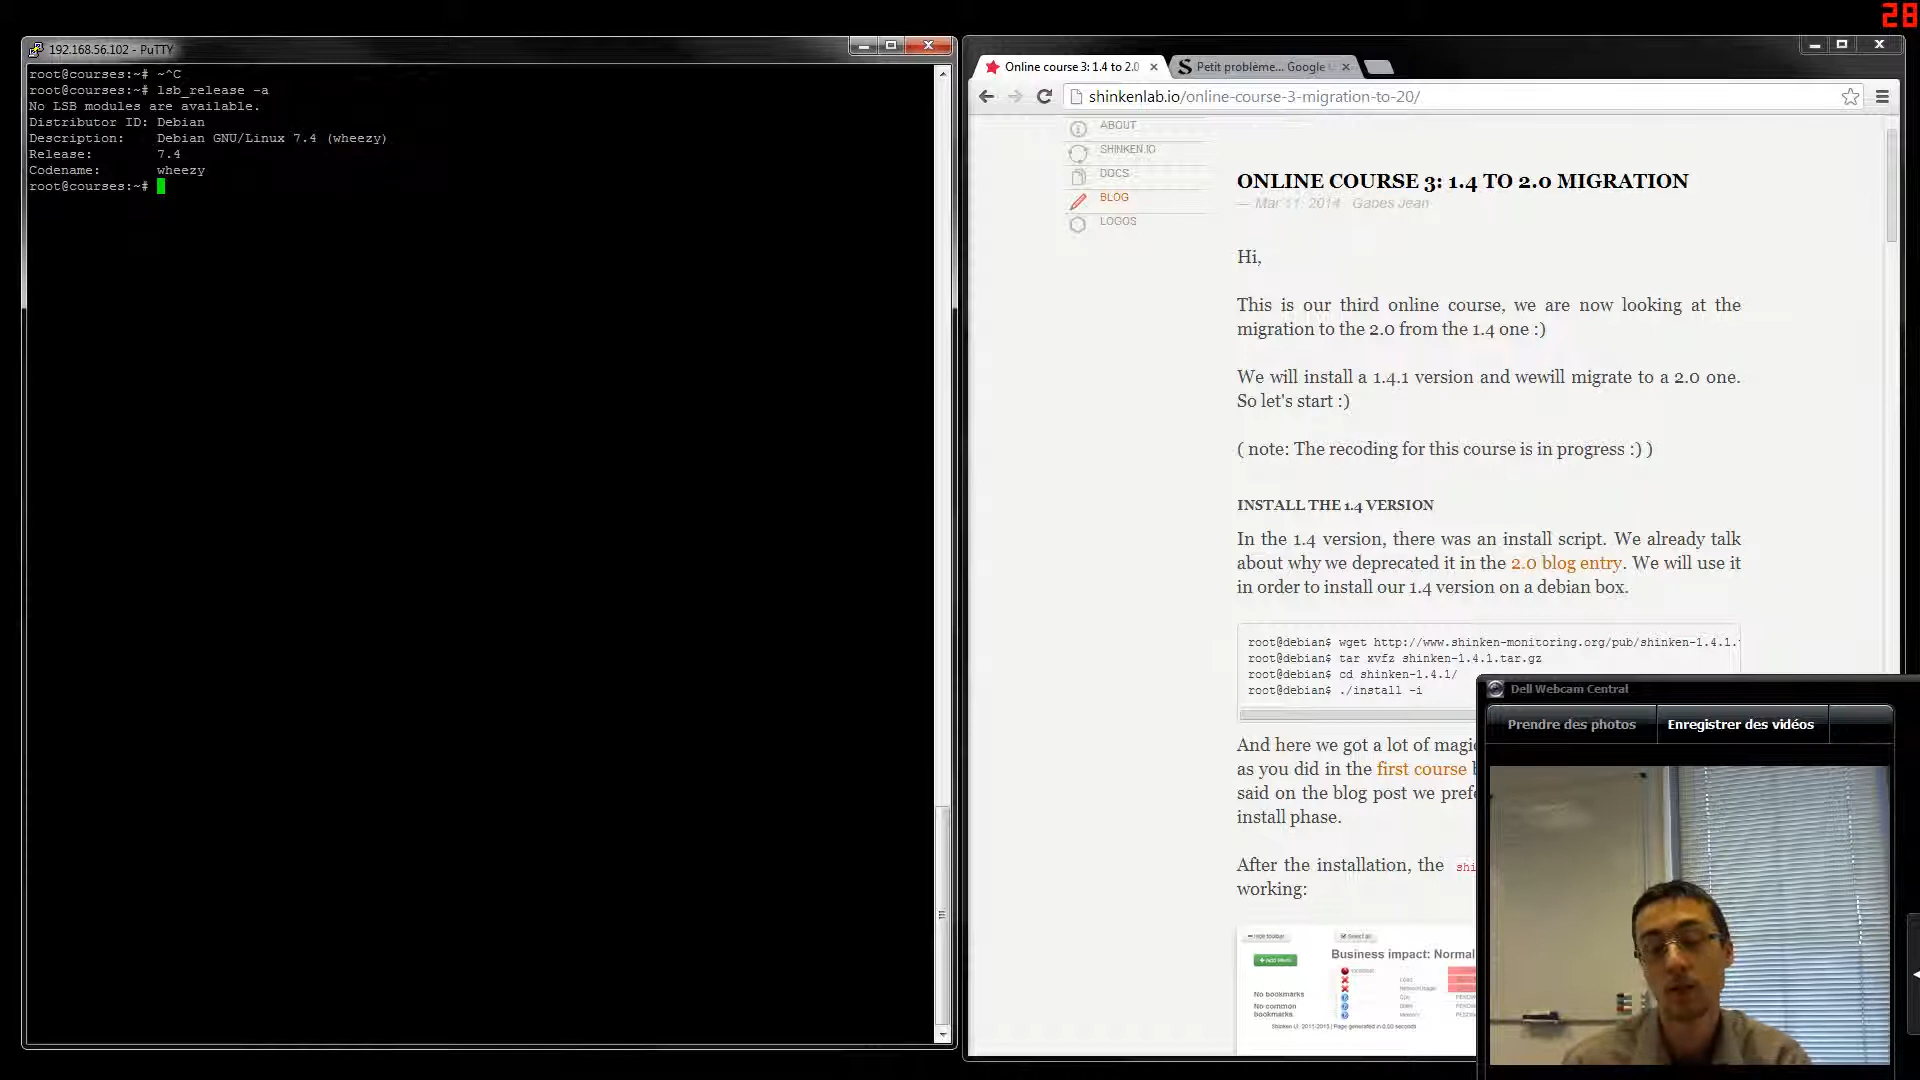 28
192.168.56.102 - PuTTY
root@courses:~# ~^C
root@courses:~# lsb_release -a
No LSB modules are available.
Distributor ID: Debian
Description: Debian GNU/Linux 7.4 (wheezy)
Release: 7.4
Codename: wheezy
root@courses:~#
Online course 3: 1.4 to 2.0
Petit problème... Google
shinkenlab.io/online-course-3-migration-to-20/
ABOUT
SHINKEN.IO
DOCS
BLOG
LOGOS
ONLINE COURSE 3: 1.4 TO 2.0 MIGRATION
— Mar 11, 2014 Gabes Jean
Hi,
This is our third online course, we are now looking at the
migration to the 2.0 from the 1.4 one :)
We will install a 1.4.1 version and wewill migrate to a 2.0 one.
So let's start :)
( note: The recoding for this course is in progress :) )
INSTALL THE 1.4 VERSION
In the 1.4 version, there was an install script. We already talk
about why we deprecated it in the 2.0 blog entry. We will use it
in order to install our 1.4 version on a debian box.
root@debian$ wget http://www.shinken-monitoring.org/pub/shinken-1.4.1.
root@debian$ tar xvfz shinken-1.4.1.tar.gz
root@debian$ cd shinken-1.4.1/
root@debian$ ./install -i
And here we got a lot of magic
as you did in the first course
said on the blog post we prefe
install phase.
After the installation, the shi
working:
Hide toolbar
Select all
Business impact: Normal
No bookmarks
No common
bookmarks
Dell Webcam Central
Prendre des photos
Enregistrer des vidéos